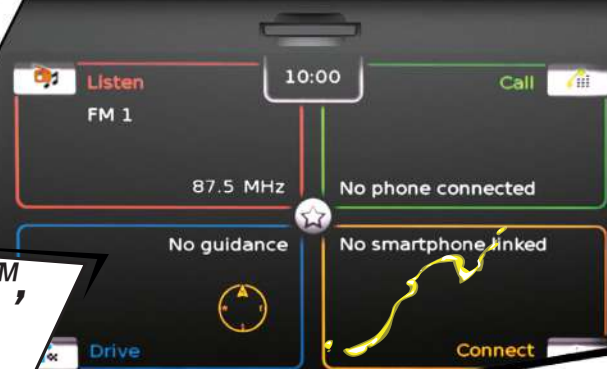 10:00
Listen
Call
FM 1
87.5 MHz
No phone connected
No guidance
No smartphone linked
Drive
Connect